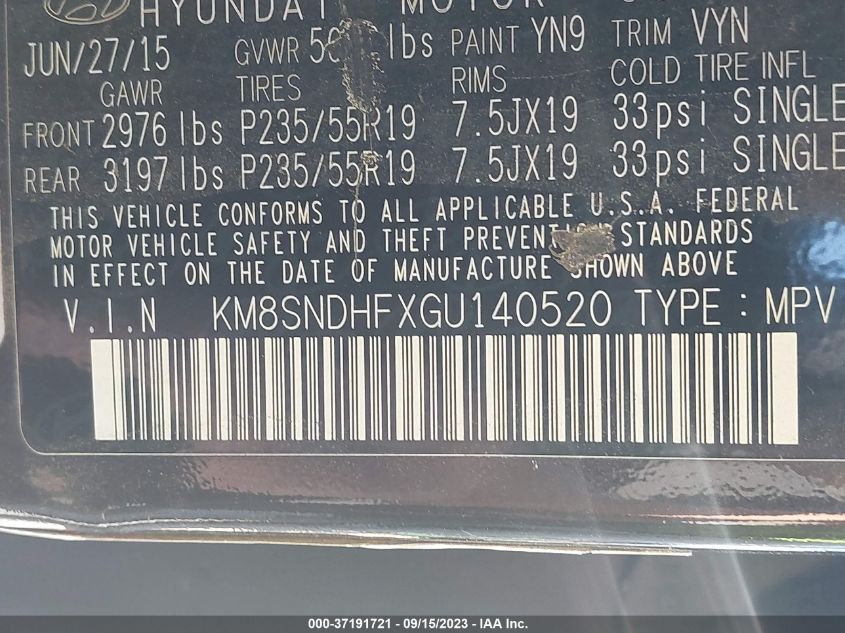 HYUNDAI MOTOR
JUN/27/15 GVWR lbs PAINT YN9 TRIM VYN
GAWR TIRES RIMS COLD TIRE INFL
FRONT 2976 lbs P235/55R19 7.5JX19 33psi SINGLE
REAR 3197 lbs P235/55R19 7.5JX19 33psi SINGLE
THIS VEHICLE CONFORMS TO ALL APPLICABLE U.S.A. FEDERAL
MOTOR VEHICLE SAFETY AND THEFT PREVENTION STANDARDS
IN EFFECT ON THE DATE OF MANUFACTURE SHOWN ABOVE
V.I.N KM8SNDHFXGU140520 TYPE : MPV
000-37191721 - 09/15/2023 - IAA Inc.